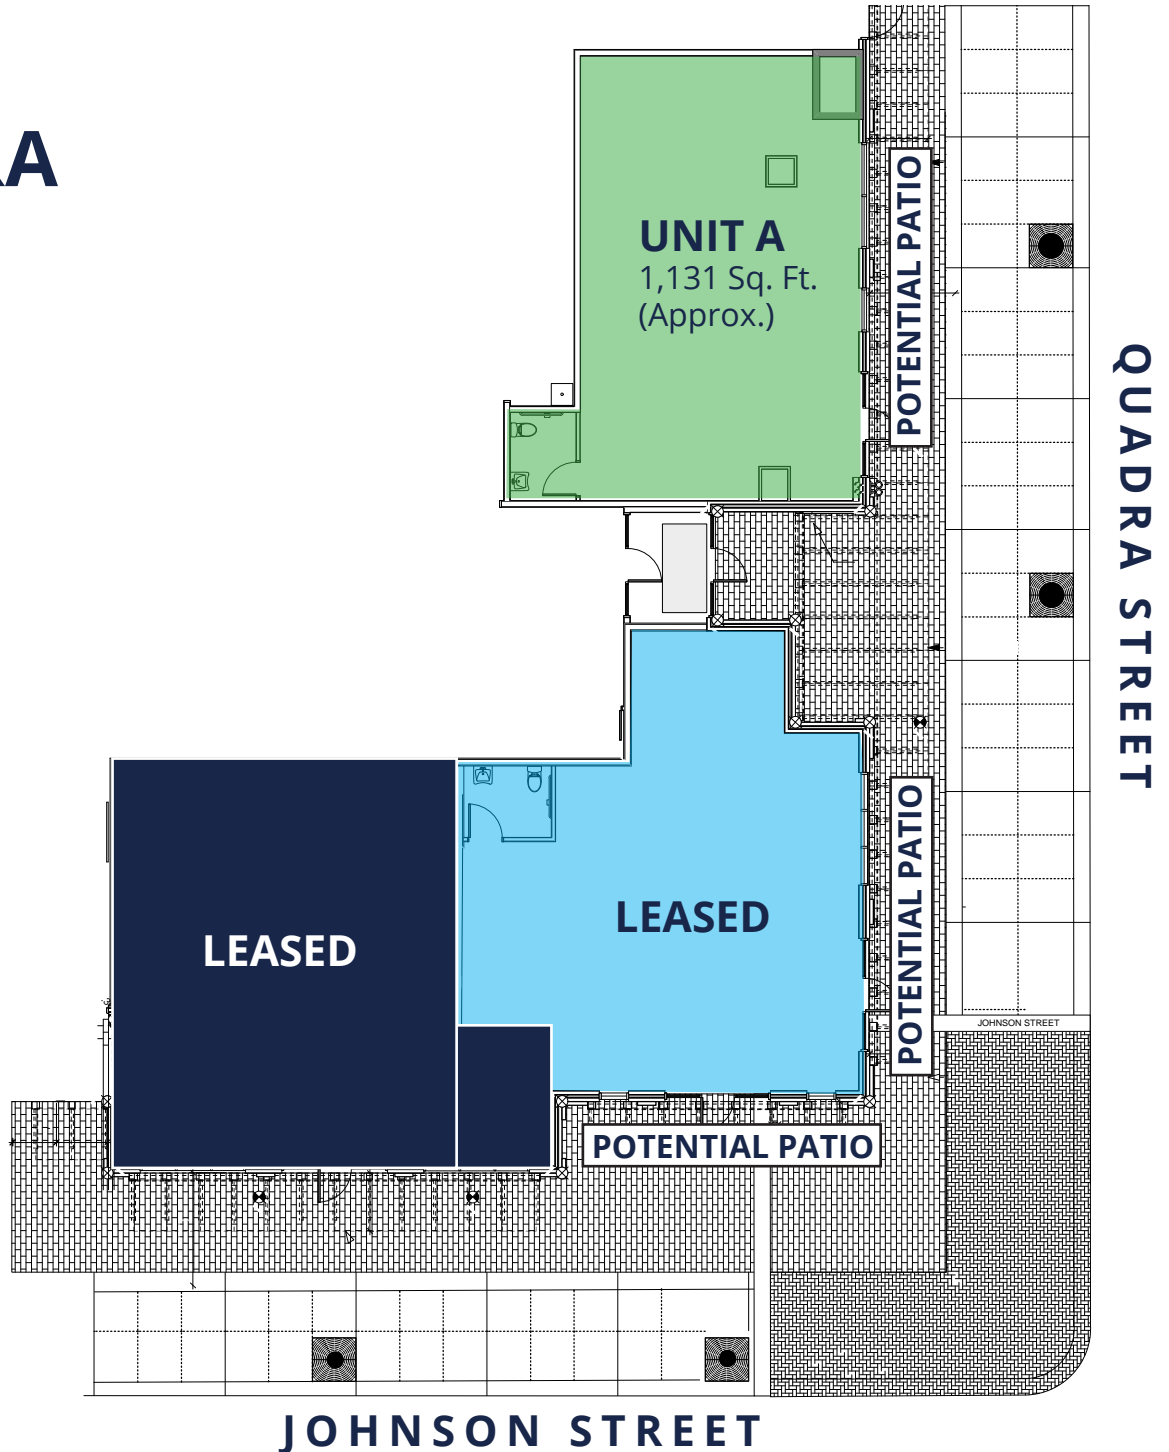 A
UNIT A
1,131 Sq. Ft.
(Approx.)
POTENTIAL PATIO
QUADRA STREET
LEASED
LEASED
POTENTIAL PATIO
JOHNSON STREET
POTENTIAL PATIO
JOHNSON STREET